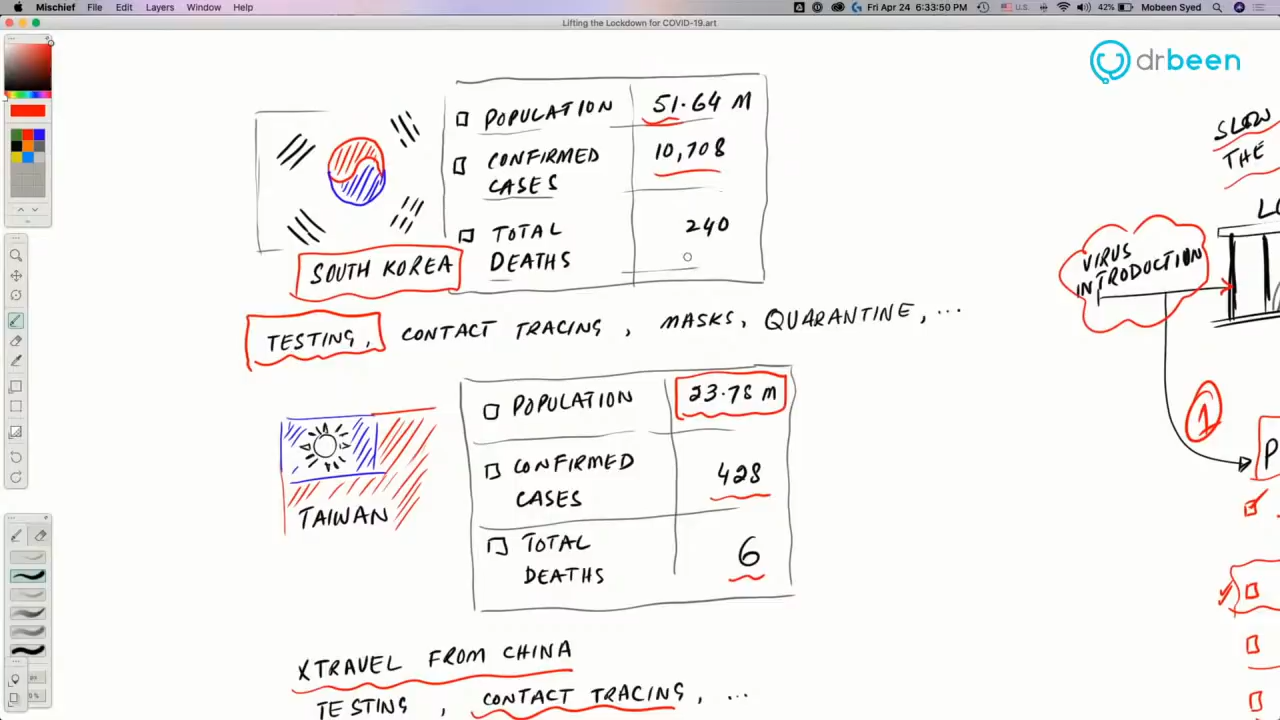 Mischief File Edit Layers Window Help
U.S. 42% Fri Apr 24 6:33:50 PM Mobeen Syed
Lifting the Lockdown for COVID-19.art
drbeen
POPULATION 51.64 M
CONFIRMED CASES 10,708
TOTAL DEATHS 240
SOUTH KOREA
TESTING, CONTACT TRACING, MASKS, QUARANTINE, ...
POPULATION 23.78 M
CONFIRMED CASES 428
TOTAL DEATHS 6
TAIWAN
X TRAVEL FROM CHINA
TESTING, CONTACT TRACING, ...
SLOW
THE
VIRUS
INTRODUCTION
1